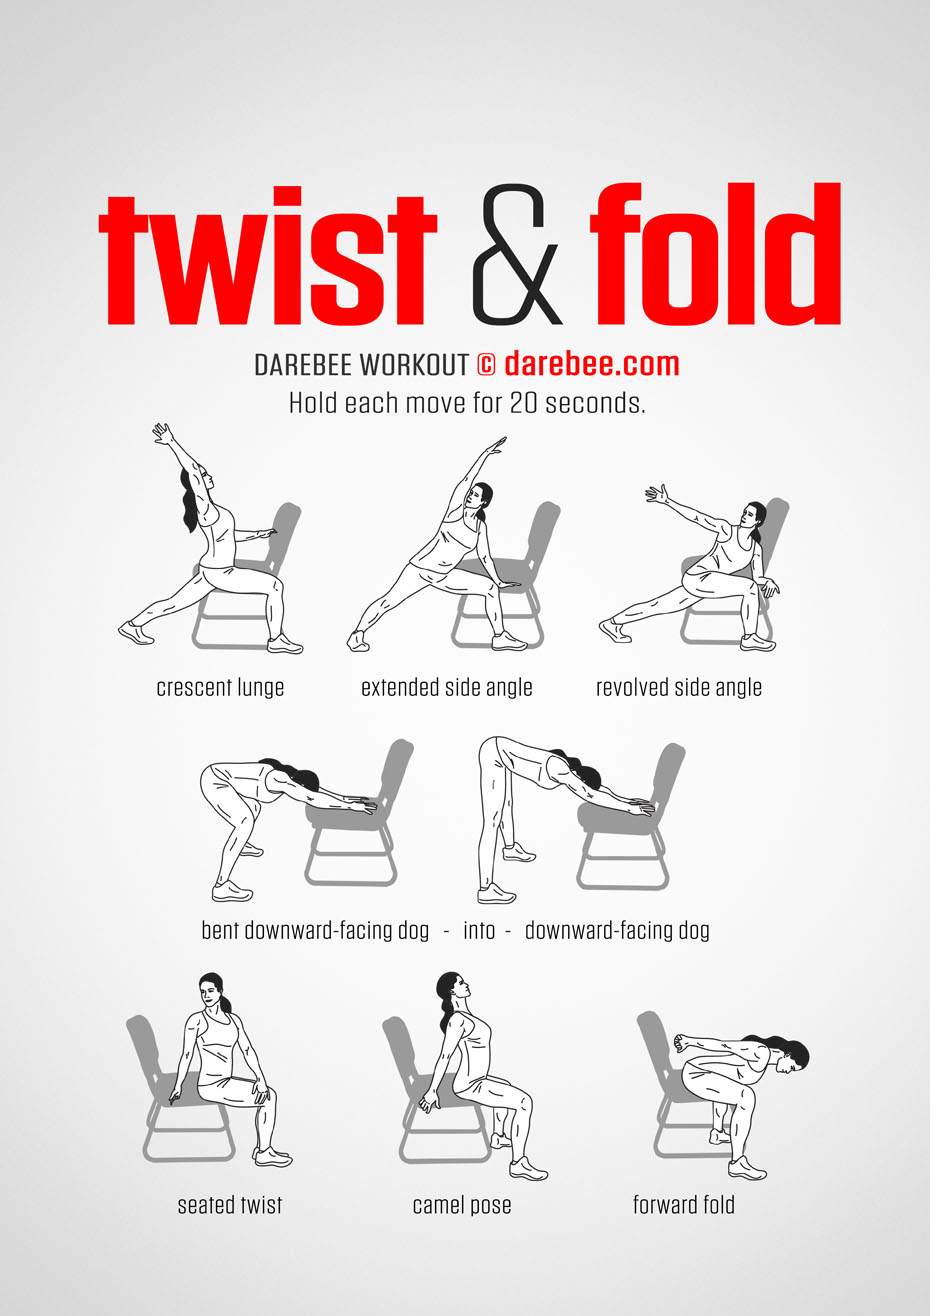 twist & fold
DAREBEE WORKOUT © darebee.com
Hold each move for 20 seconds.
crescent lunge
extended side angle
revolved side angle
bent downward-facing dog - into - downward-facing dog
seated twist
camel pose
forward fold